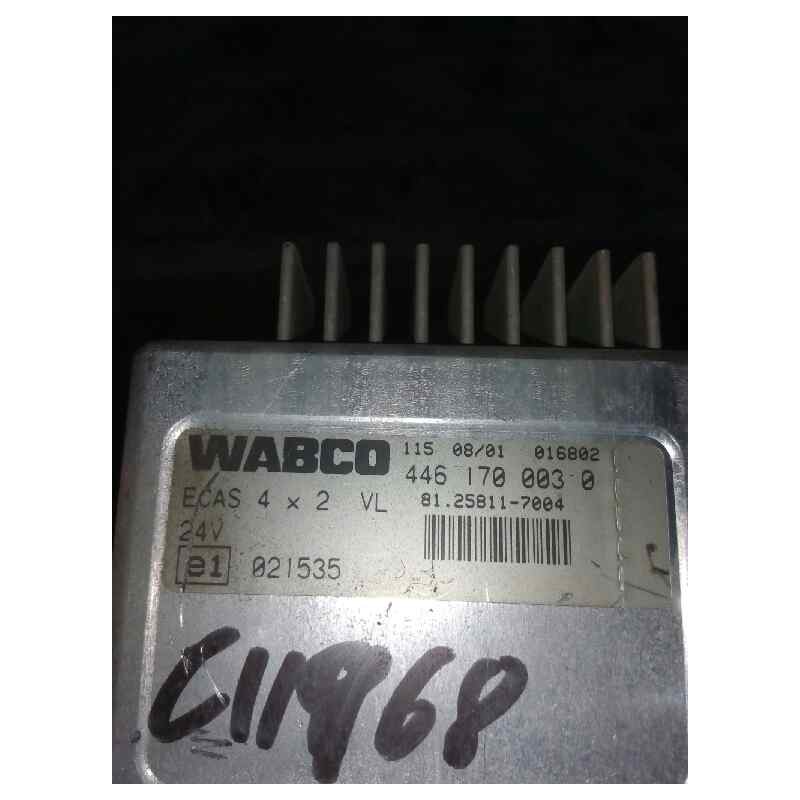 WABCO 115 08/01 016802
446 170 003 0
ECAS 4 x 2 VL 81.25811-7004
24V
e1 021535
C11968